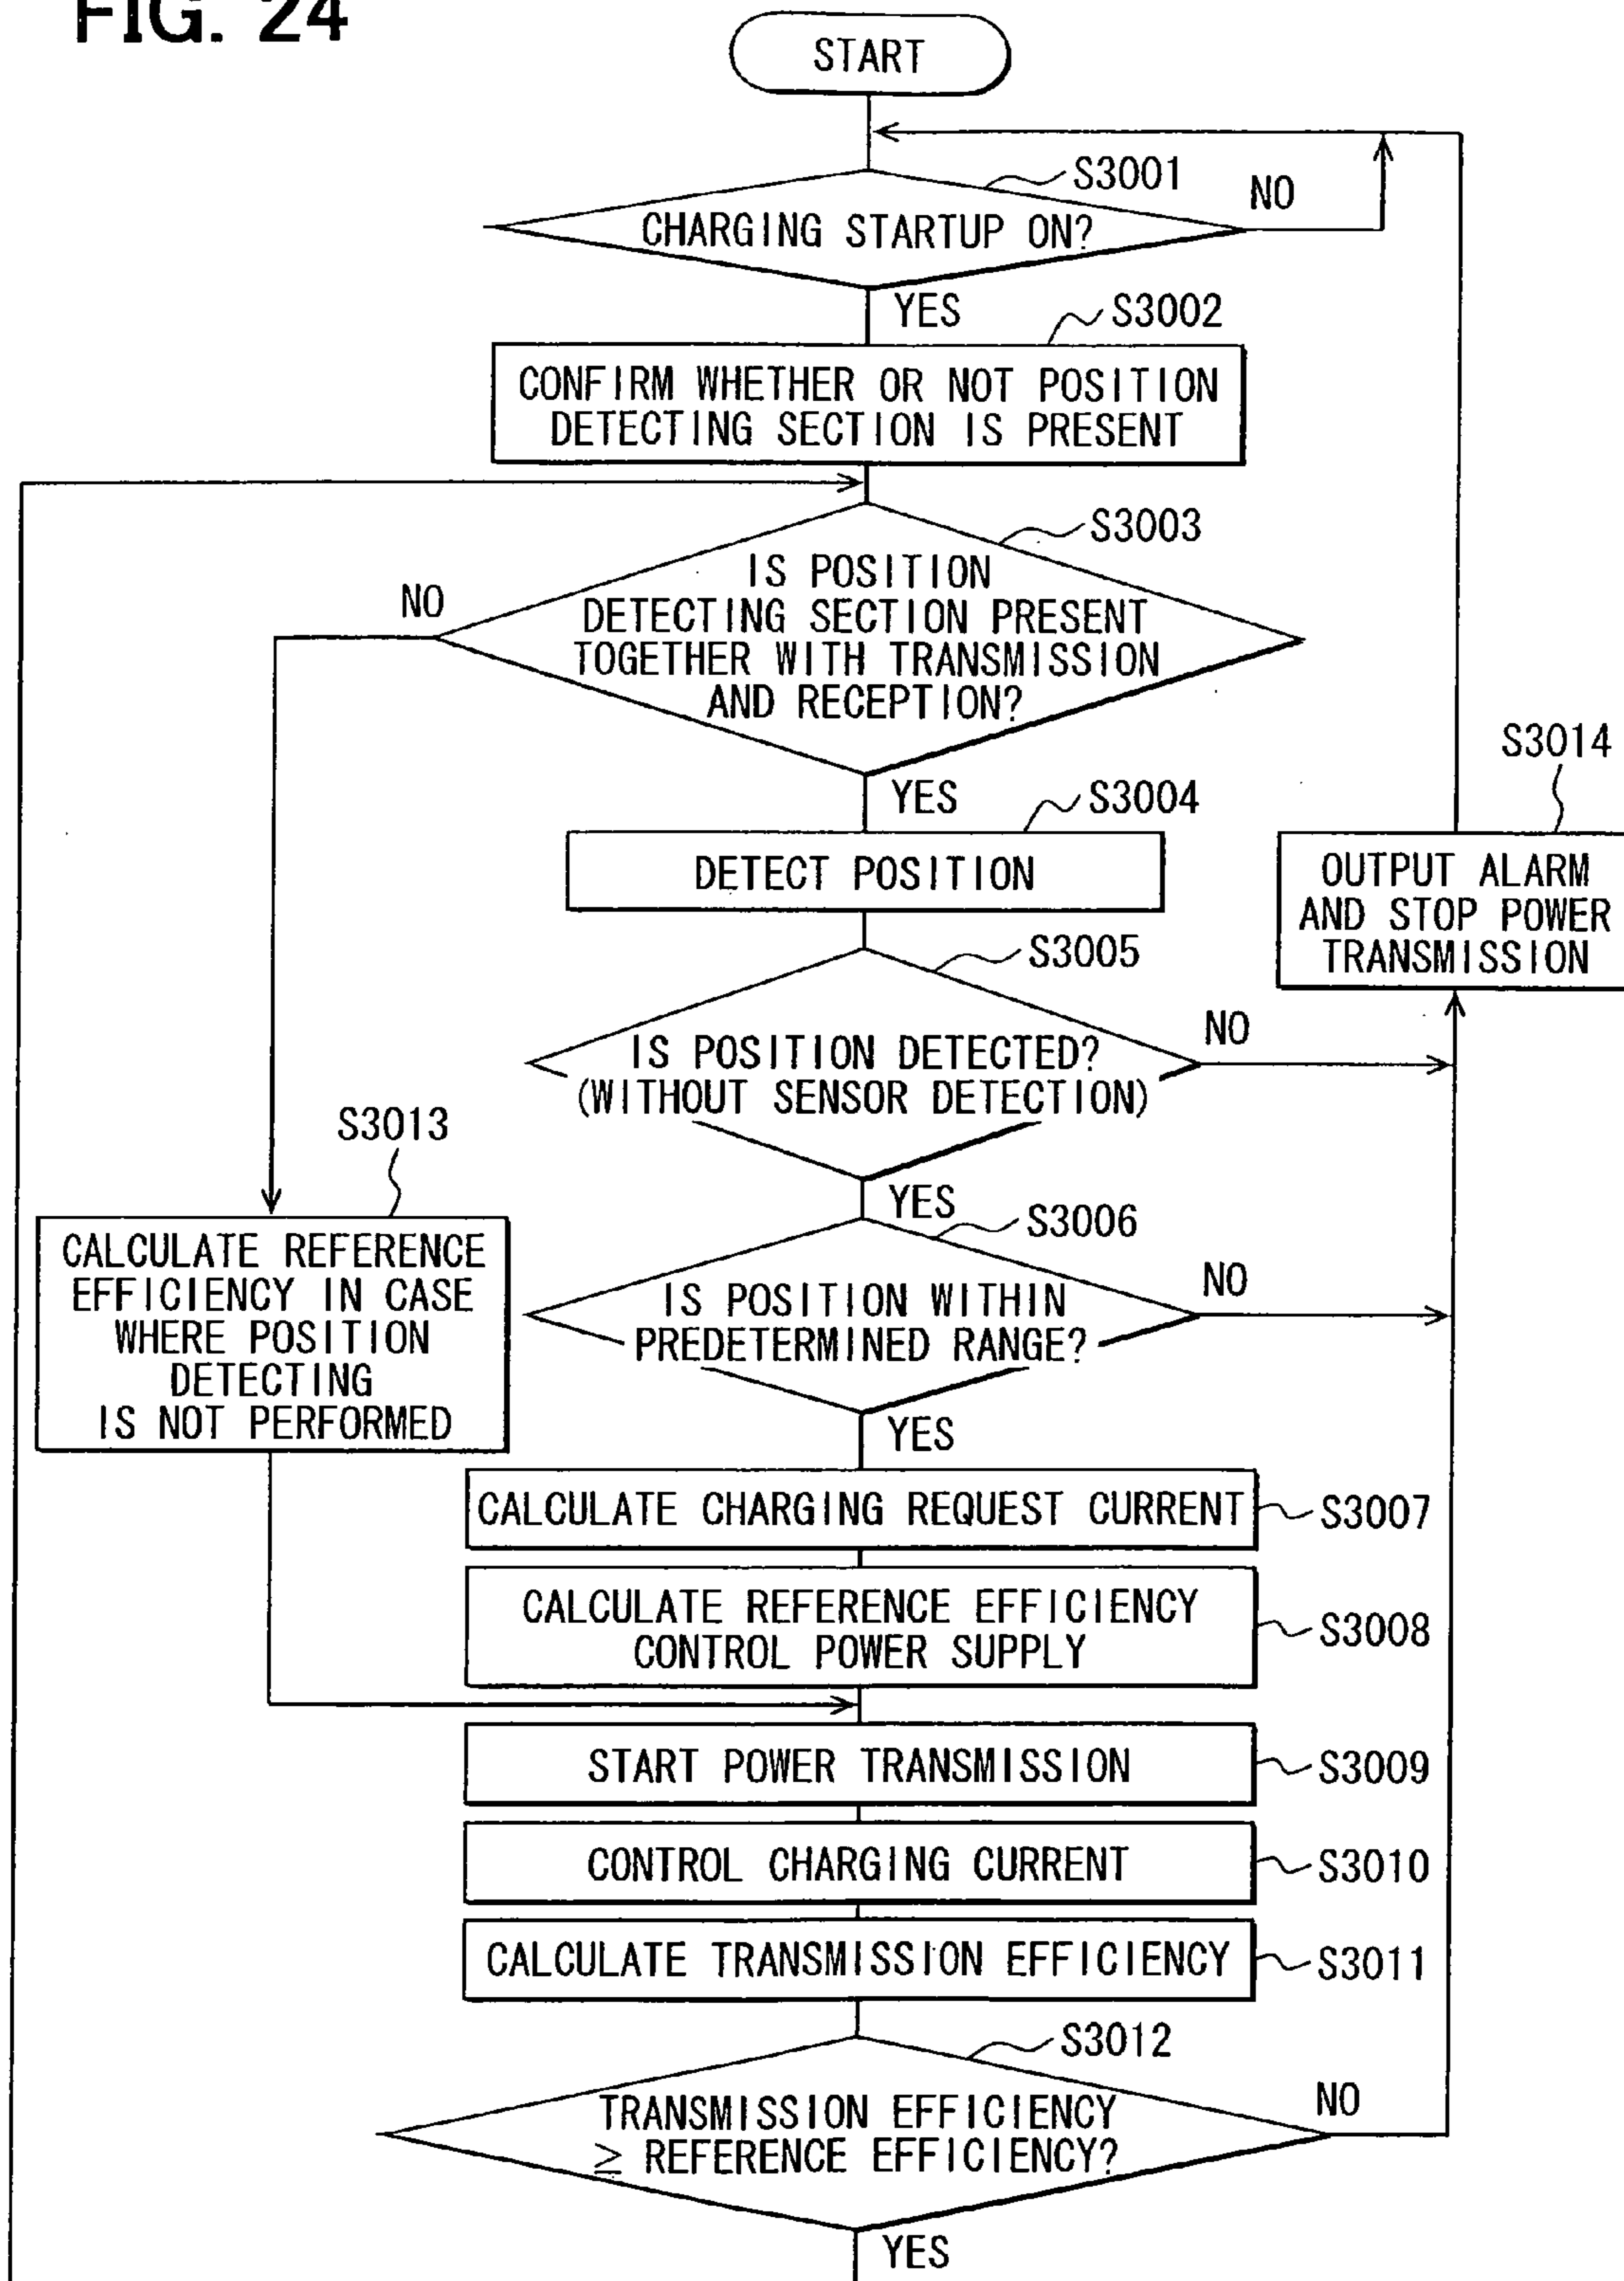 FIG. 24
START
S3001
NO
CHARGING STARTUP ON?
YES
S3002
CONFIRM WHETHER OR NOT POSITION
DETECTING SECTION IS PRESENT
S3003
NO
IS POSITION
DETECTING SECTION PRESENT
TOGETHER WITH TRANSMISSION
AND RECEPTION?
YES
S3004
DETECT POSITION
S3014
OUTPUT ALARM
AND STOP POWER
TRANSMISSION
S3005
NO
IS POSITION DETECTED?
(WITHOUT SENSOR DETECTION)
YES
S3013
CALCULATE REFERENCE
EFFICIENCY IN CASE
WHERE POSITION
DETECTING
IS NOT PERFORMED
S3006
NO
IS POSITION WITHIN
PREDETERMINED RANGE?
YES
CALCULATE CHARGING REQUEST CURRENT
S3007
CALCULATE REFERENCE EFFICIENCY
CONTROL POWER SUPPLY
S3008
START POWER TRANSMISSION
S3009
CONTROL CHARGING CURRENT
S3010
CALCULATE TRANSMISSION EFFICIENCY
S3011
S3012
NO
TRANSMISSION EFFICIENCY
≥ REFERENCE EFFICIENCY?
YES